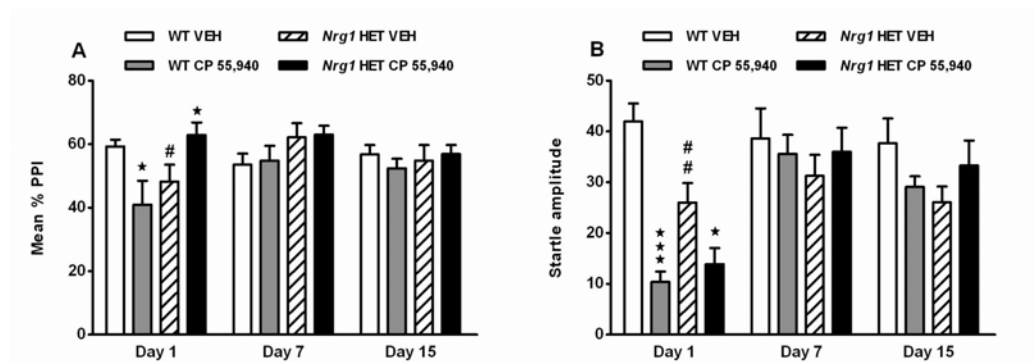 A
WT VEH
Nrg1 HET VEH
WT CP 55,940
Nrg1 HET CP 55,940
80
60
40
20
0
Mean % PPI
★
#
★
Day 1
Day 7
Day 15
B
WT VEH
Nrg1 HET VEH
WT CP 55,940
Nrg1 HET CP 55,940
50
40
30
20
10
0
Startle amplitude
★★★
##
★
Day 1
Day 7
Day 15